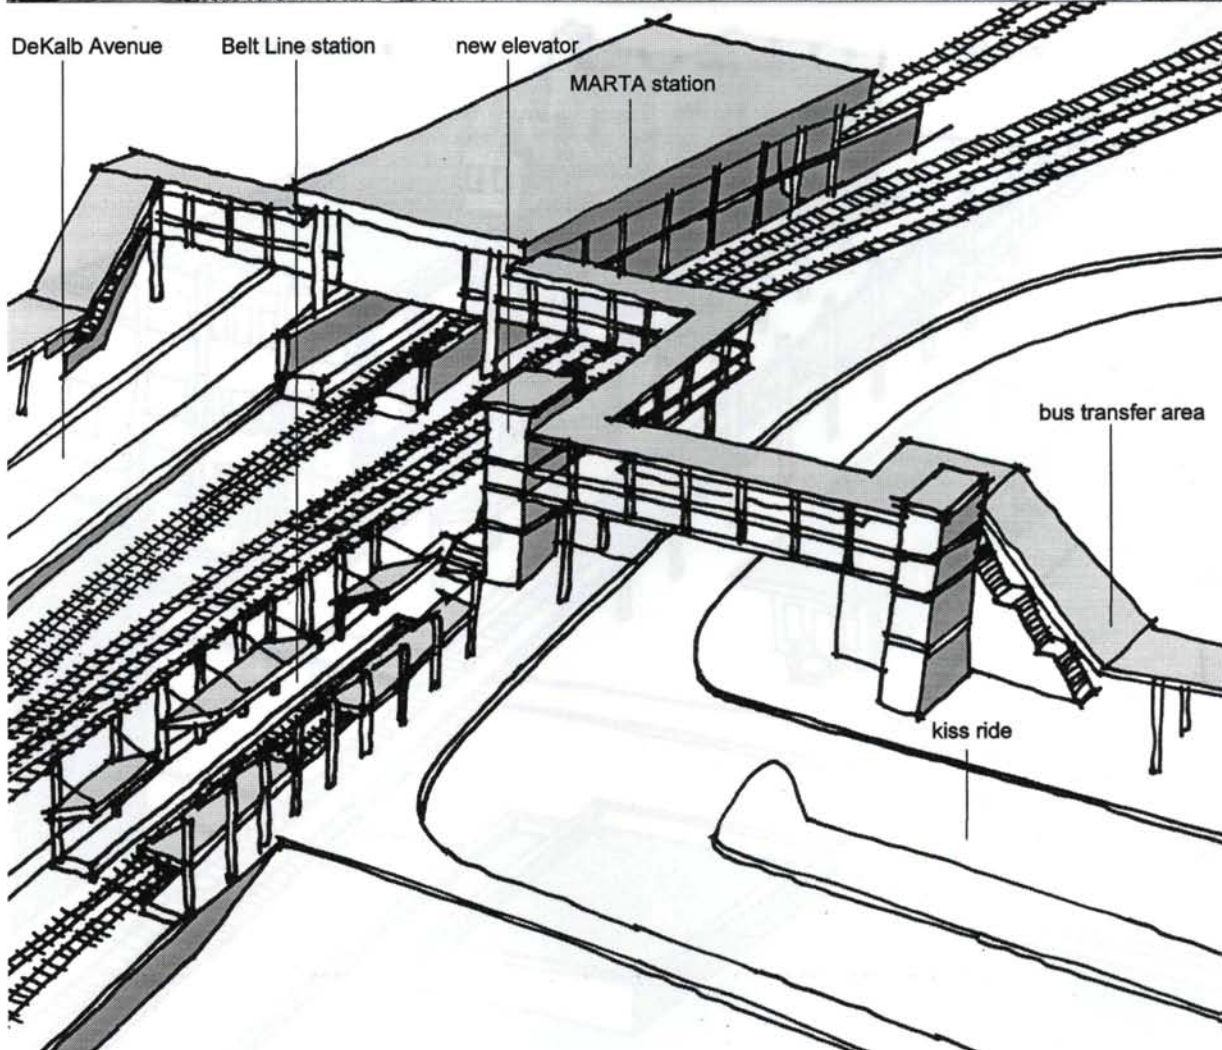 DeKalb Avenue
Belt Line station
new elevator
MARTA station
bus transfer area
kiss ride